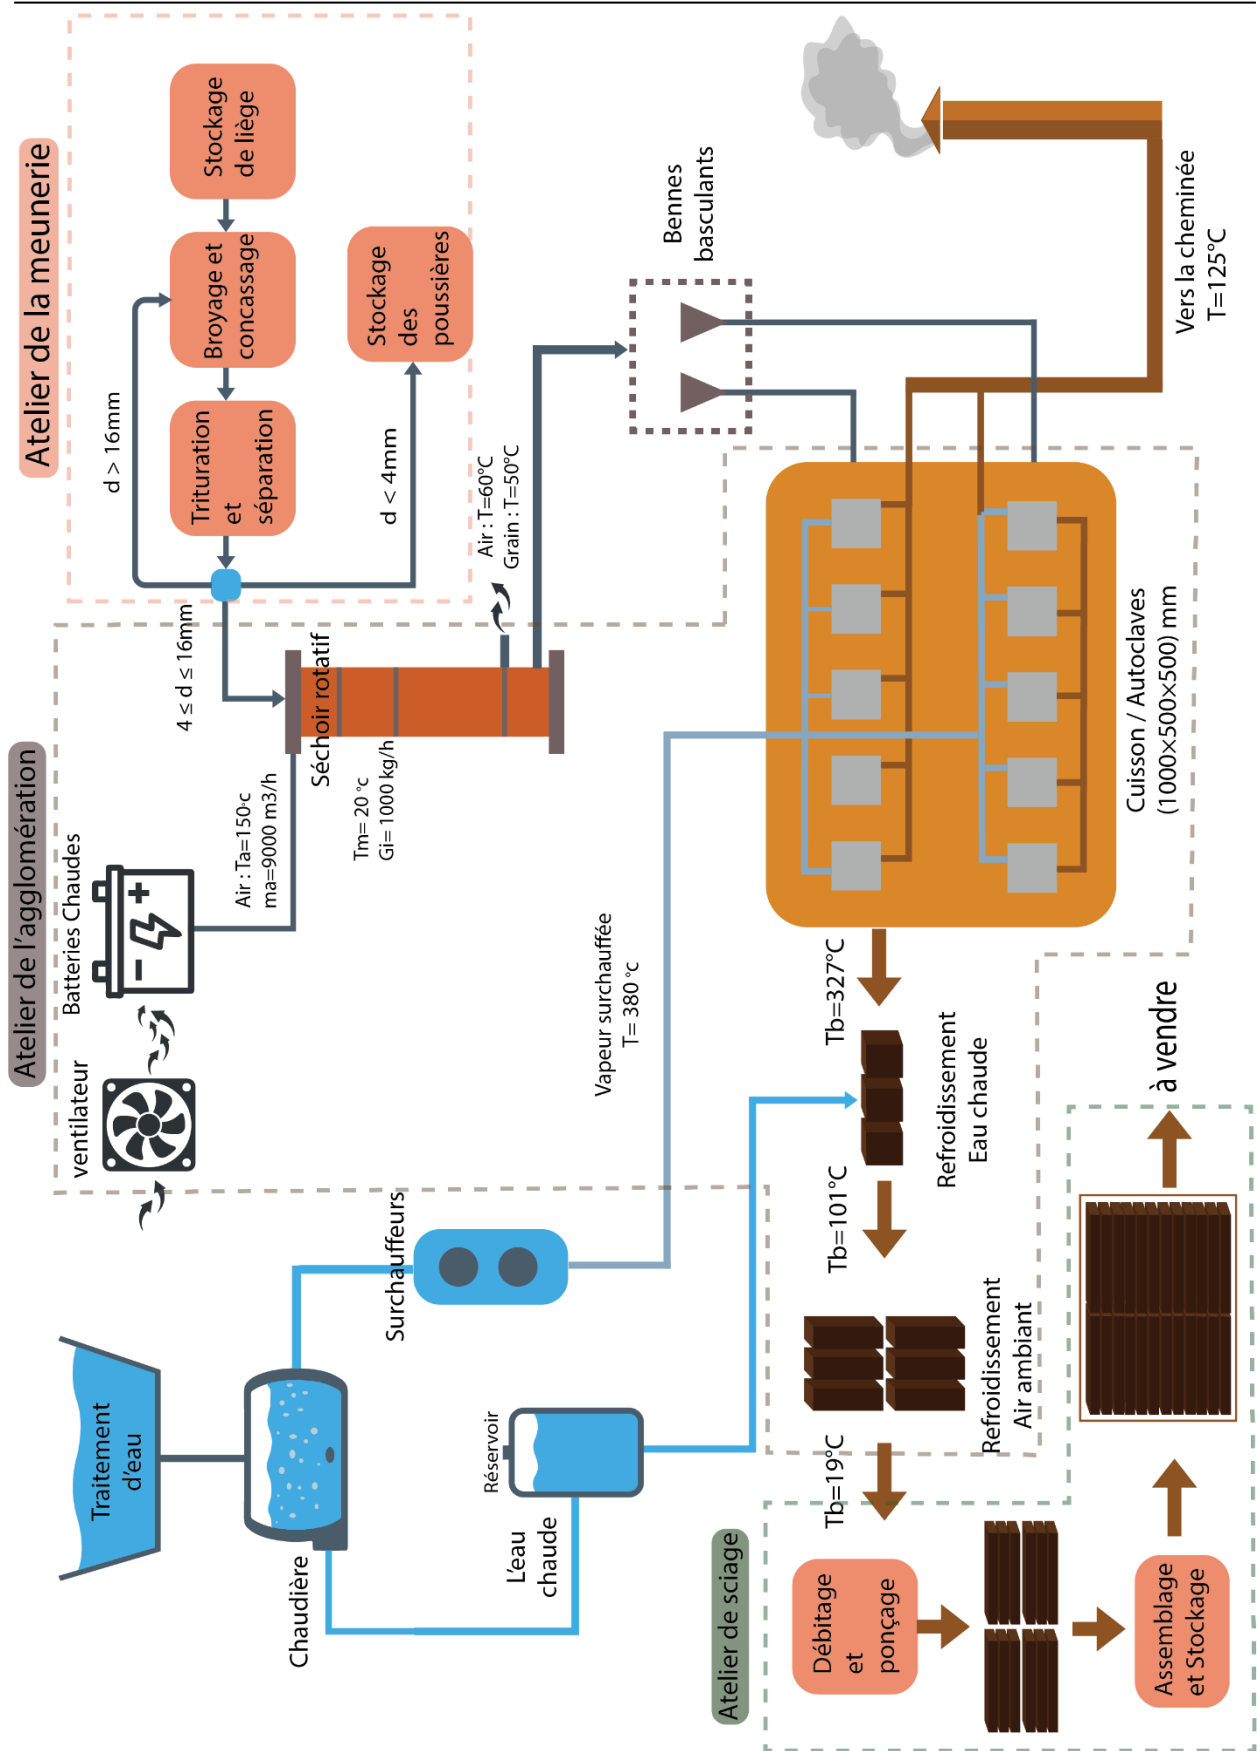 Atelier de la meunerie
Stockage
de liège
Broyage et
concassage
Trituration
et
séparation
Stockage
des
poussières
d > 16mm
d < 4mm
4 ≤ d ≤ 16mm
Atelier de l'agglomération
ventilateur
Batteries Chaudes
Air : Ta=150°c
ma=9000 m3/h
Séchoir rotatif
Tm= 20 °c
Gi= 1000 kg/h
Air : T=60°C
Grain : T=50°C
Bennes
basculants
Vers la cheminée
T=125°C
Cuisson / Autoclaves
(1000×500×500) mm
Traitement
d'eau
Chaudière
Surchauffeurs
Vapeur surchauffée
T= 380 °c
L'eau
chaude
Réservoir
Tb=327°C
Refroidissement
Eau chaude
Tb=101°C
Refroidissement
Air ambiant
Tb=19°C
Atelier de sciage
Débitage
et
ponçage
Assemblage
et Stockage
à vendre